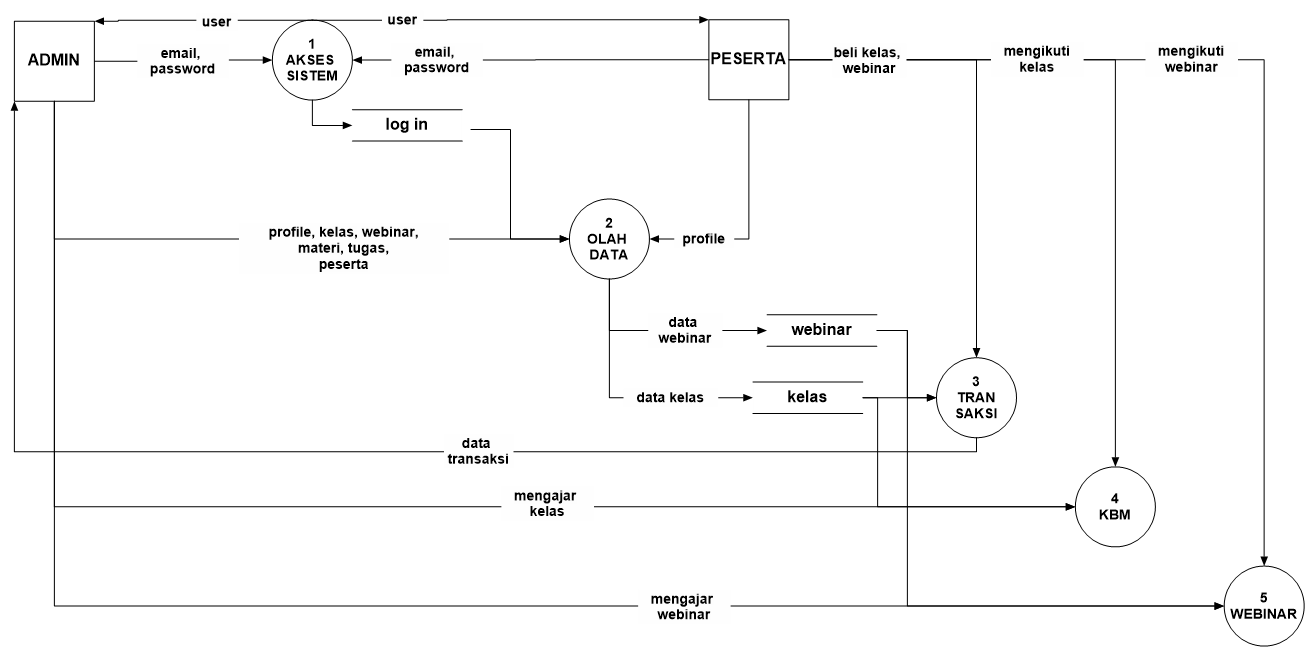 user
user
ADMIN
email,
password
1
AKSES
SISTEM
email,
password
PESERTA
beli kelas,
webinar
mengikuti
kelas
mengikuti
webinar
log in
profile, kelas, webinar,
materi, tugas,
peserta
2
OLAH
DATA
profile
data
webinar
webinar
data kelas
kelas
3
TRAN
SAKSI
data
transaksi
mengajar
kelas
4
KBM
mengajar
webinar
5
WEBINAR